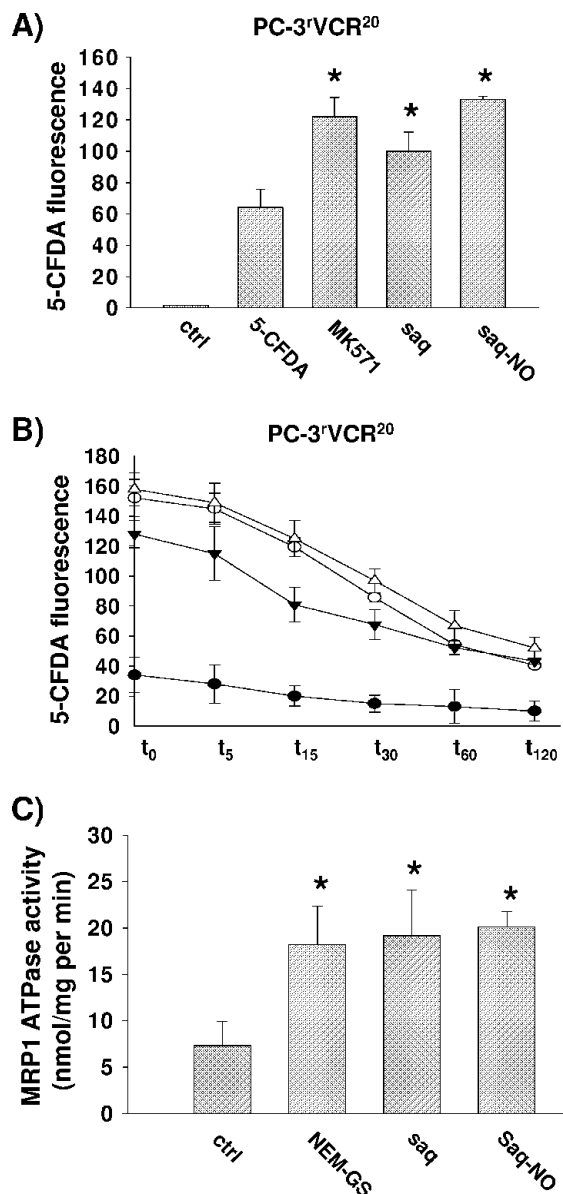 A)
PC-3ʳVCR²⁰
5-CFDA fluorescence
160
140
120
100
80
60
40
20
0
* * *
ctrl 5-CFDA MK571 saq saq-NO
B)
PC-3ʳVCR²⁰
5-CFDA fluorescence
180
160
140
120
100
80
60
40
20
0
t₀ t₅ t₁₅ t₃₀ t₆₀ t₁₂₀
C)
MRP1 ATPase activity
(nmol/mg per min)
30
25
20
15
10
5
0
* * *
ctrl NEM-GS saq Saq-NO